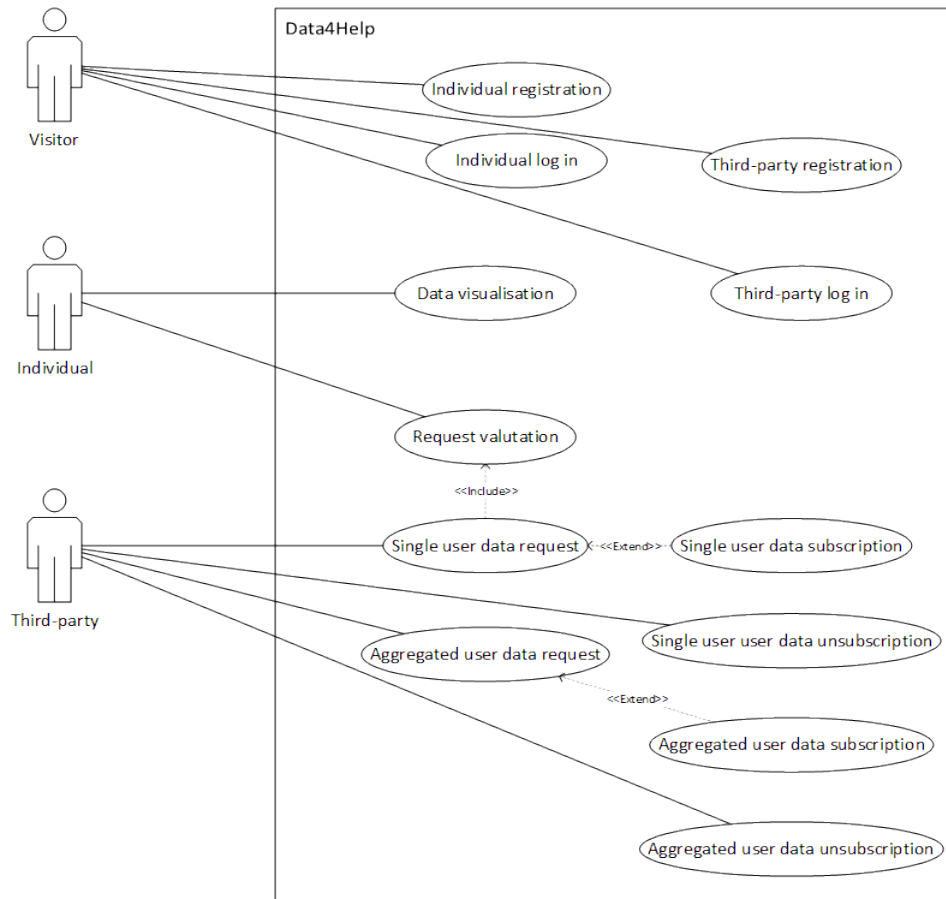 Data4Help
Individual registration
Visitor
Individual log in
Third-party registration
Data visualisation
Third-party log in
Individual
Request valutation
<<Include>>
Single user data request
<<Extend>>
Single user data subscription
Third-party
Single user user data unsubscription
Aggregated user data request
<<Extend>>
Aggregated user data subscription
Aggregated user data unsubscription